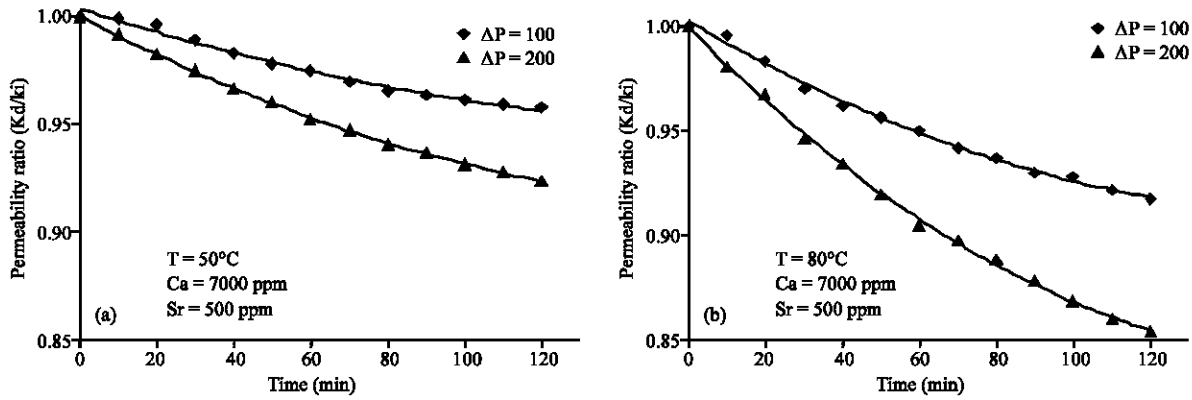 1.00
0.95
0.90
0.85
Permeability ratio (Kd/ki)
ΔP = 100
ΔP = 200
T = 50°C
Ca = 7000 ppm
Sr = 500 ppm
(a)
0 20 40 60 80 100 120
Time (min)
1.00
0.95
0.90
0.85
Permeability ratio (Kd/ki)
ΔP = 100
ΔP = 200
T = 80°C
Ca = 7000 ppm
Sr = 500 ppm
(b)
0 20 40 60 80 100 120
Time (min)